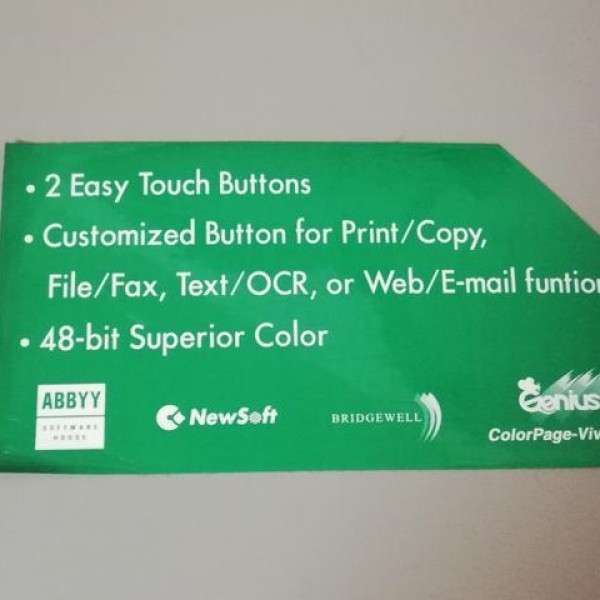 • 2 Easy Touch Buttons
• Customized Button for Print/Copy,
File/Fax, Text/OCR, or Web/E-mail funtion
• 48-bit Superior Color
ABBYY
SOFTWARE
HOUSE
NewSoft
BRIDGEWELL
Genius
ColorPage-Viv